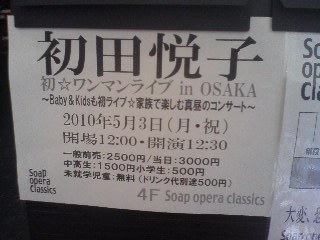 初田悦子
初☆ワンマンライブ in OSAKA
～Baby＆Kidsも初ライブ☆家族で楽しむ真昼のコンサート～
2010年5月3日（月・祝）
開場12:00・開演12:30
一般前売：2500円/当日：3000円
中高生：1500円小学生：500円
未就学児童：無料（ドリンク代別途500円）
Soap
opera
classics
4F Soap opera classics
Soap
opera